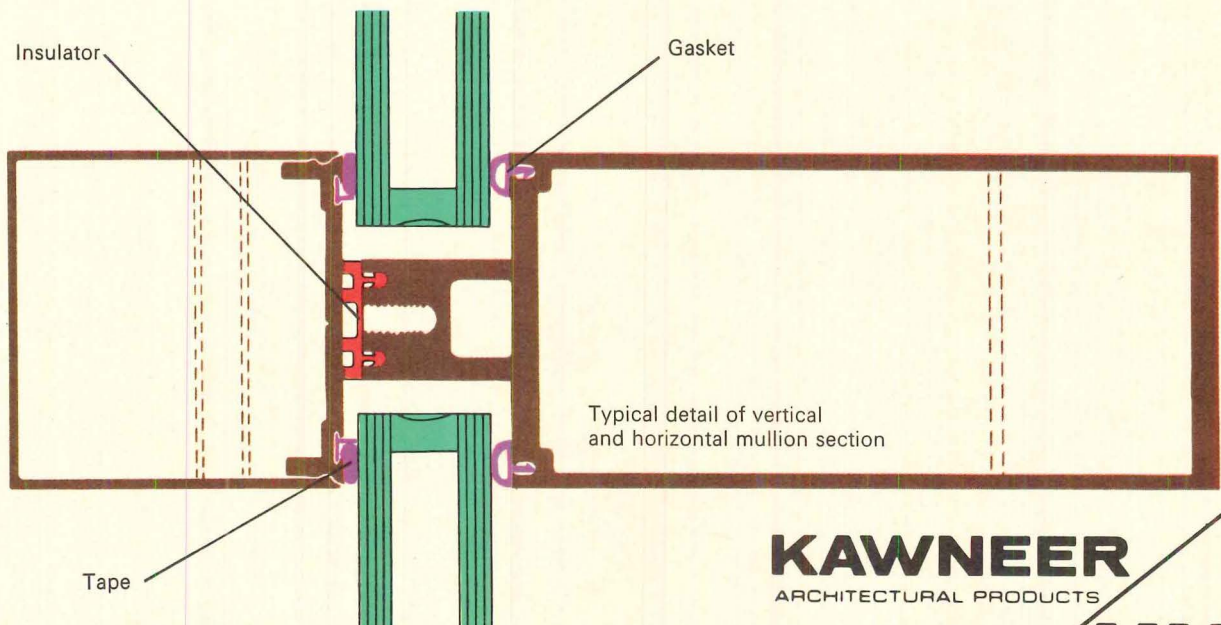 Insulator
Gasket
Typical detail of vertical
and horizontal mullion section
Tape
KAWNEER
ARCHITECTURAL PRODUCTS